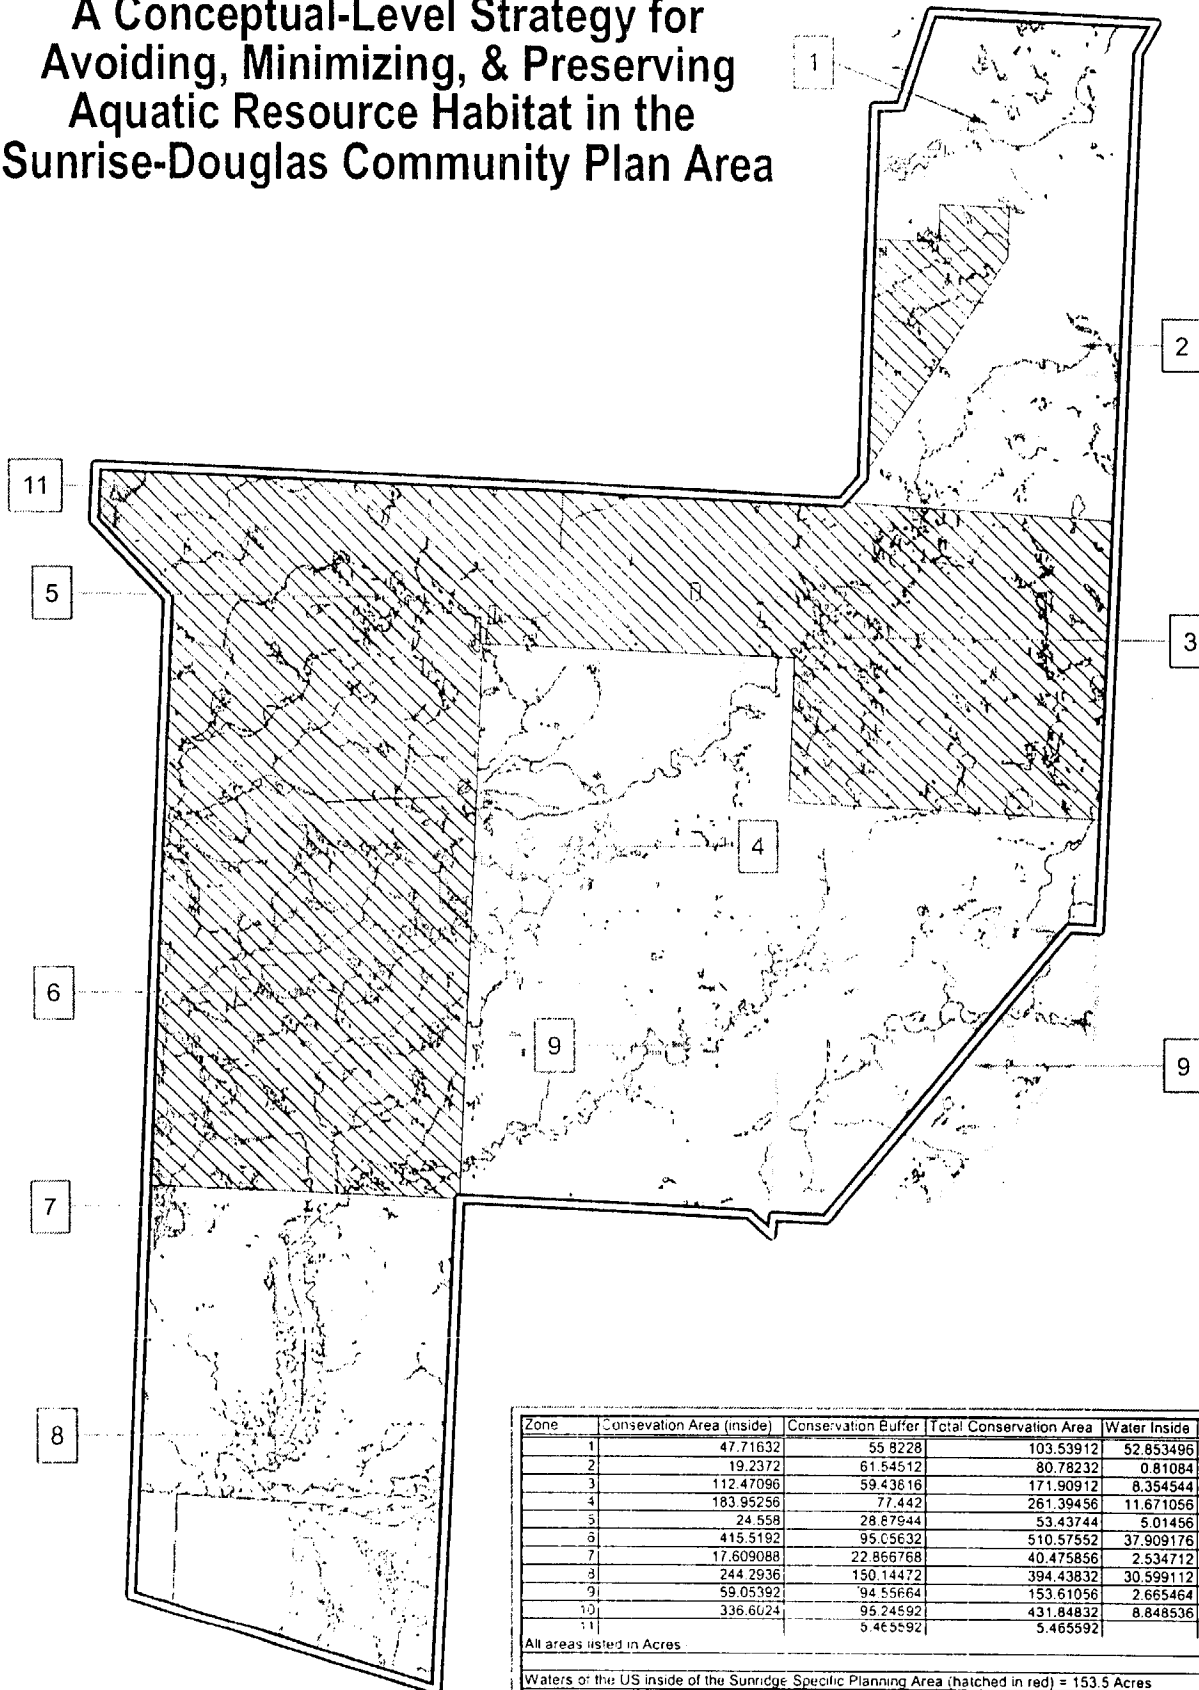 A Conceptual-Level Strategy for
Avoiding, Minimizing, & Preserving
Aquatic Resource Habitat in the
Sunrise-Douglas Community Plan Area
1
2
11
5
3
4
6
9
9
7
8
Zone Consevation Area (inside) Conservation Buffer Total Conservation Area Water Inside
1 47.71632 55.8228 103.53912 52.853496
2 19.2372 61.54512 80.78232 0.81084
3 112.47096 59.43816 171.90912 8.354544
4 183.95256 77.442 261.39456 11.671056
5 24.558 28.87944 53.43744 5.01456
6 415.5192 95.05632 510.57552 37.909176
7 17.609088 22.866768 40.475856 2.534712
8 244.2936 150.14472 394.43832 30.599112
9 59.05392 94.55664 153.61056 2.665464
10 336.6024 95.24592 431.84832 8.848536
11 5.465592 5.465592
All areas listed in Acres
Waters of the US inside of the Sunridge Specific Planning Area (hatched in red) = 153.5 Acres